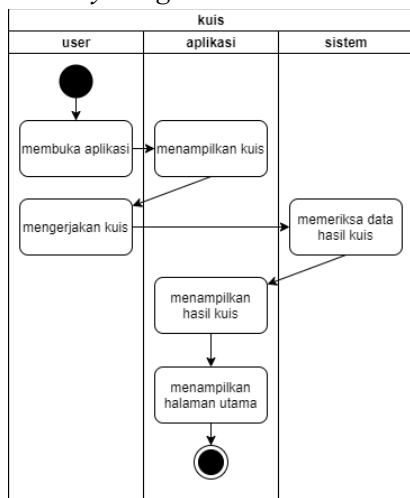 kuis
user aplikasi sistem
membuka aplikasi
menampilkan kuis
mengerjakan kuis
memeriksa data
hasil kuis
menampilkan
hasil kuis
menampilkan
halaman utama